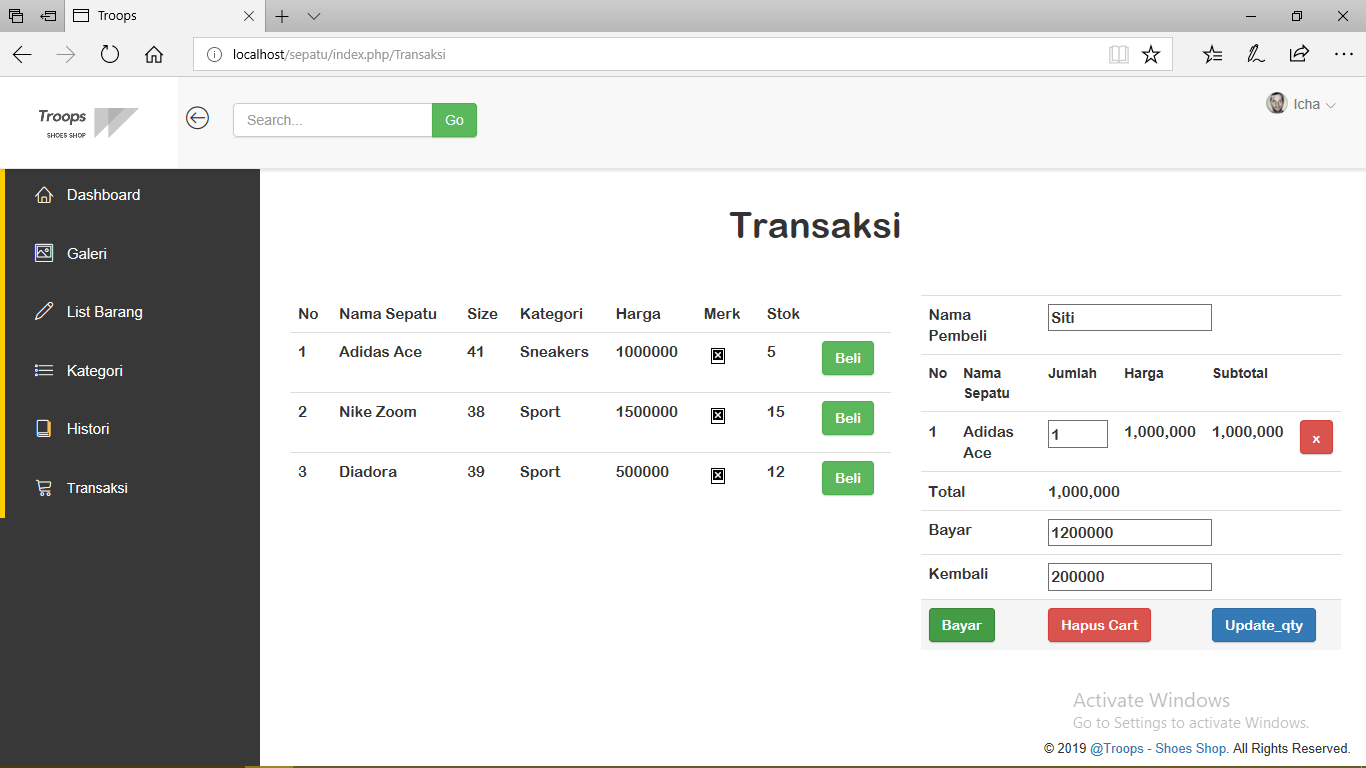 Troops
localhost/sepatu/index.php/Transaksi
Troops
SHOES SHOP
Search...
Go
Icha
Dashboard
Galeri
List Barang
Kategori
Histori
Transaksi
Transaksi
No Nama Sepatu Size Kategori Harga Merk Stok
1 Adidas Ace 41 Sneakers 1000000 5 Beli
2 Nike Zoom 38 Sport 1500000 15 Beli
3 Diadora 39 Sport 500000 12 Beli
Nama
Pembeli
Siti
No Nama Jumlah Harga Subtotal
Sepatu
1 Adidas 1 1,000,000 1,000,000 x
Ace
Total 1,000,000
Bayar 1200000
Kembali 200000
Bayar Hapus Cart Update_qty
Activate Windows
Go to Settings to activate Windows.
© 2019 @Troops - Shoes Shop. All Rights Reserved.